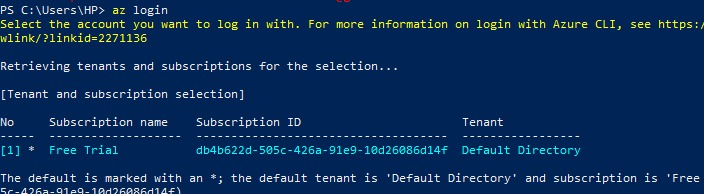 PS C:\Users\HP> az login
Select the account you want to log in with. For more information on login with Azure CLI, see https:/
wlink/?linkid=2271136
Retrieving tenants and subscriptions for the selection...
[Tenant and subscription selection]
No Subscription name Subscription ID Tenant
----- ------------------- ------------------------------------ -----------------
[1] * Free Trial db4b622d-505c-426a-91e9-10d26086d14f Default Directory
The default is marked with an *; the default tenant is 'Default Directory' and subscription is 'Free
5c-426a-91e9-10d26086d14f)